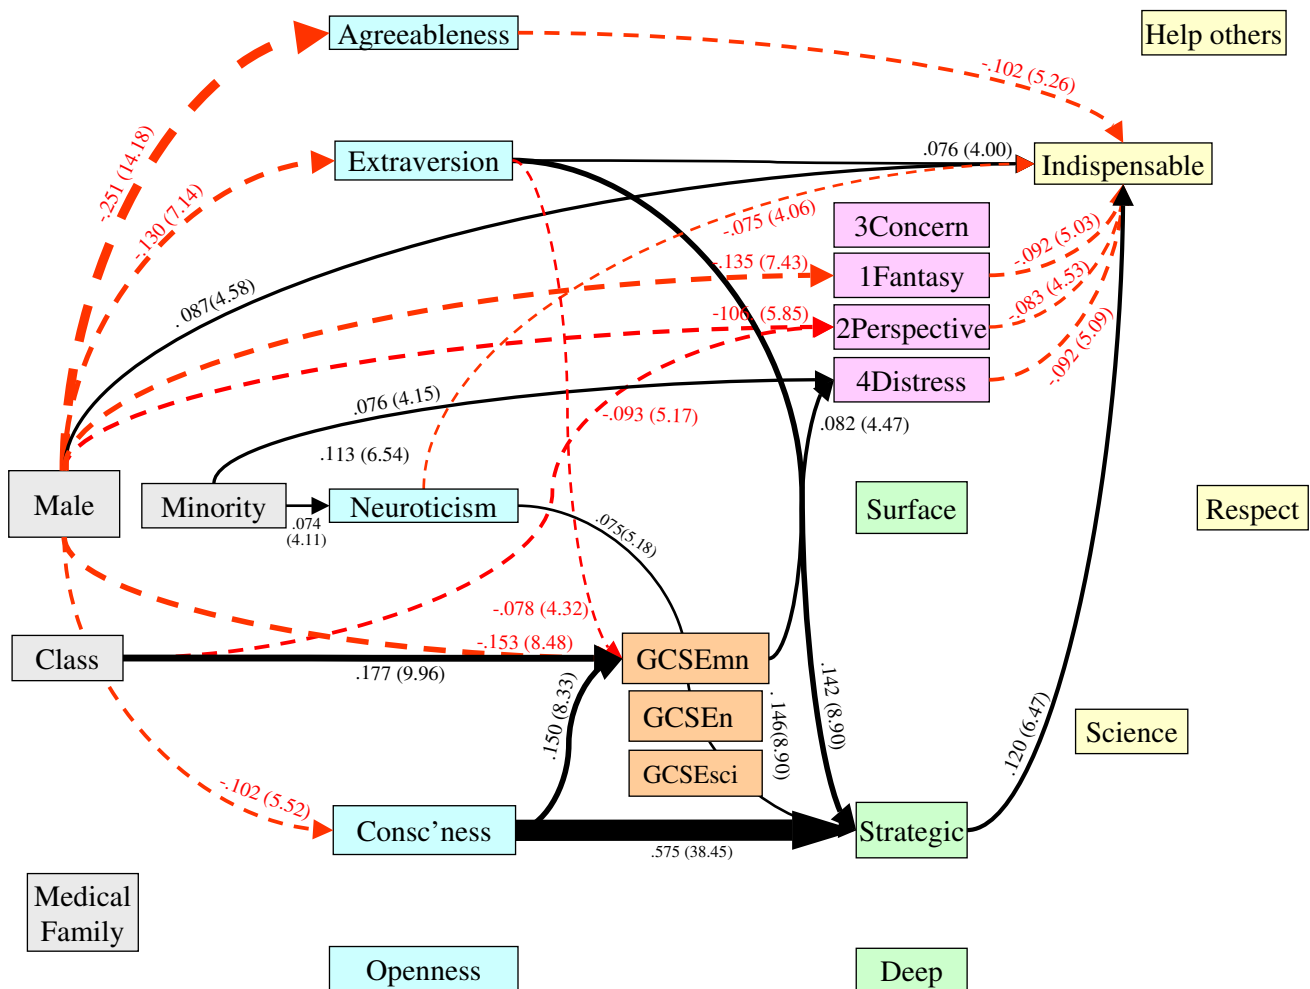 Agreeableness
Help others
-.102 (5.26)
-.251 (14.18)
Extraversion
.076 (4.00)
Indispensable
-.130 (7.14)
-.075 (4.06)
3Concern
-.092 (5.03)
-.135 (7.43)
1Fantasy
.087(4.58)
-.083 (4.53)
-106 (5.85)
2Perspective
-.092 (5.09)
4Distress
.076 (4.15)
-.093 (5.17)
.082 (4.47)
.113 (6.54)
Male
Minority
Neuroticism
Surface
Respect
.074
(4.11)
.075(5.18)
-.078 (4.32)
-.153 (8.48)
Class
GCSEmn
.177 (9.96)
.142 (8.90)
.150 (8.33)
GCSEn
.146(8.90)
.120 (6.47)
Science
GCSEsci
-.102 (5.52)
Consc’ness
Strategic
.575 (38.45)
Medical
Family
Openness
Deep